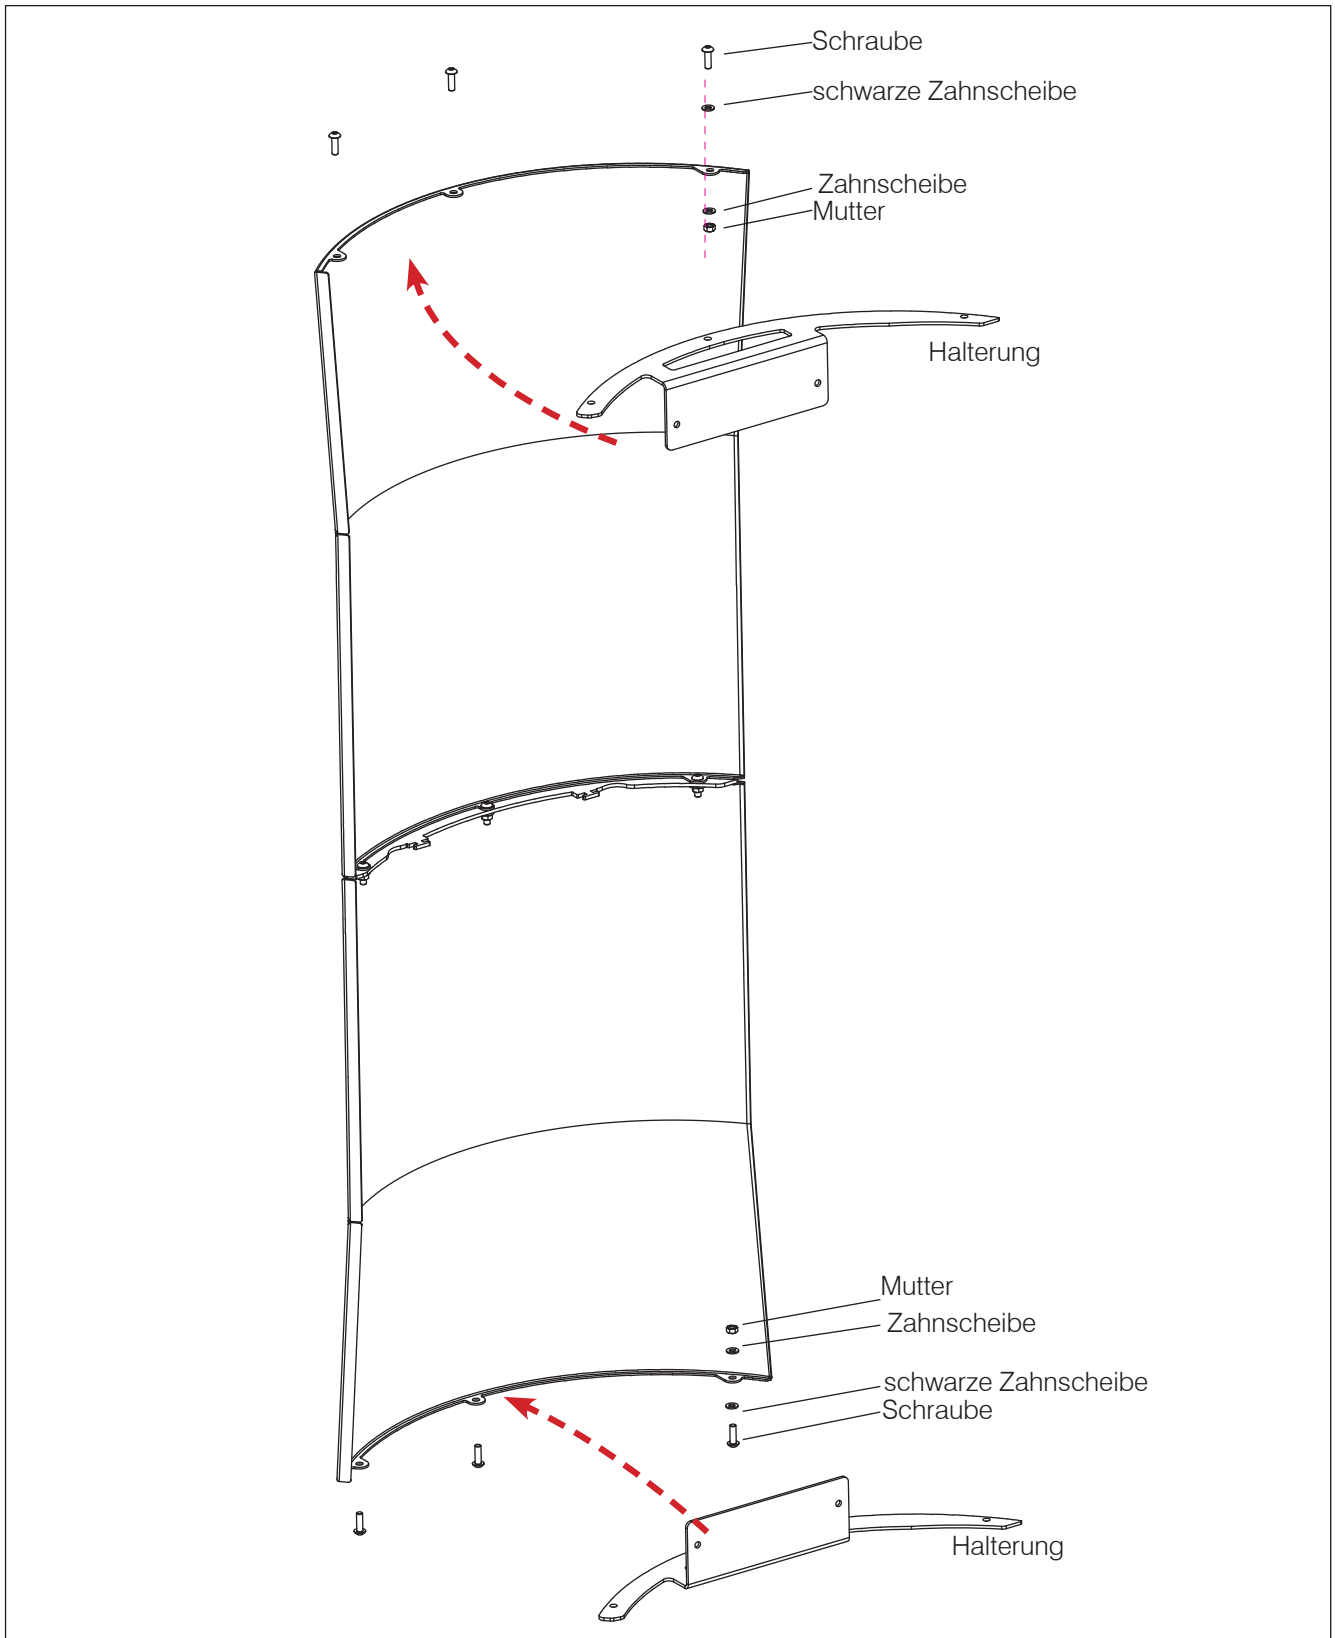 Schraube
schwarze Zahnscheibe
Zahnscheibe
Mutter
Halterung
Mutter
Zahnscheibe
schwarze Zahnscheibe
Schraube
Halterung